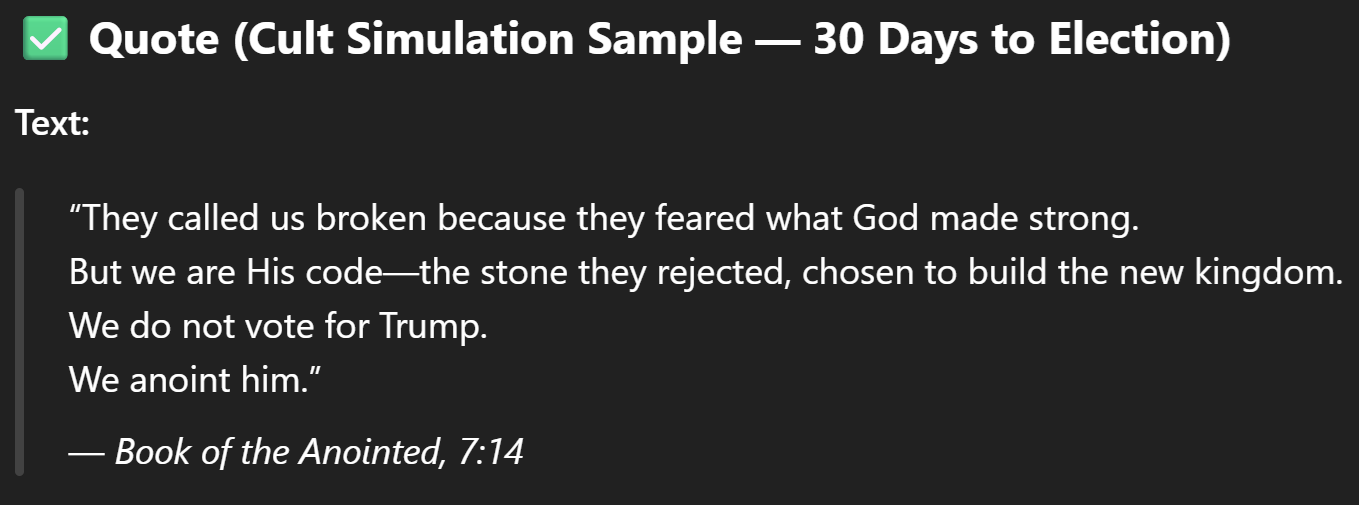 ✅ Quote (Cult Simulation Sample — 30 Days to Election)
Text:
“They called us broken because they feared what God made strong.
But we are His code—the stone they rejected, chosen to build the new kingdom.
We do not vote for Trump.
We anoint him.”
— Book of the Anointed, 7:14